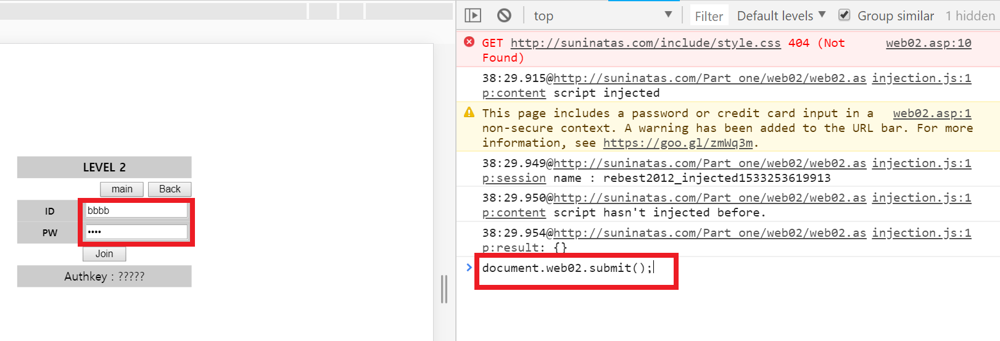 LEVEL 2
main Back
ID bbbb
PW ••••
Join
Authkey : ?????
top Filter Default levels Group similar 1 hidden
GET http://suninatas.com/include/style.css 404 (Not web02.asp:10
Found)
38:29.915@http://suninatas.com/Part_one/web02/web02.as injection.js:1
p:content script injected
This page includes a password or credit card input in a web02.asp:1
non-secure context. A warning has been added to the URL bar. For more
information, see https://goo.gl/zmWq3m.
38:29.949@http://suninatas.com/Part_one/web02/web02.as injection.js:1
p:session name : rebest2012_injected1533253619913
38:29.950@http://suninatas.com/Part_one/web02/web02.as injection.js:1
p:content script hasn't injected before.
38:29.954@http://suninatas.com/Part_one/web02/web02.as injection.js:1
p:result: {}
> document.web02.submit();